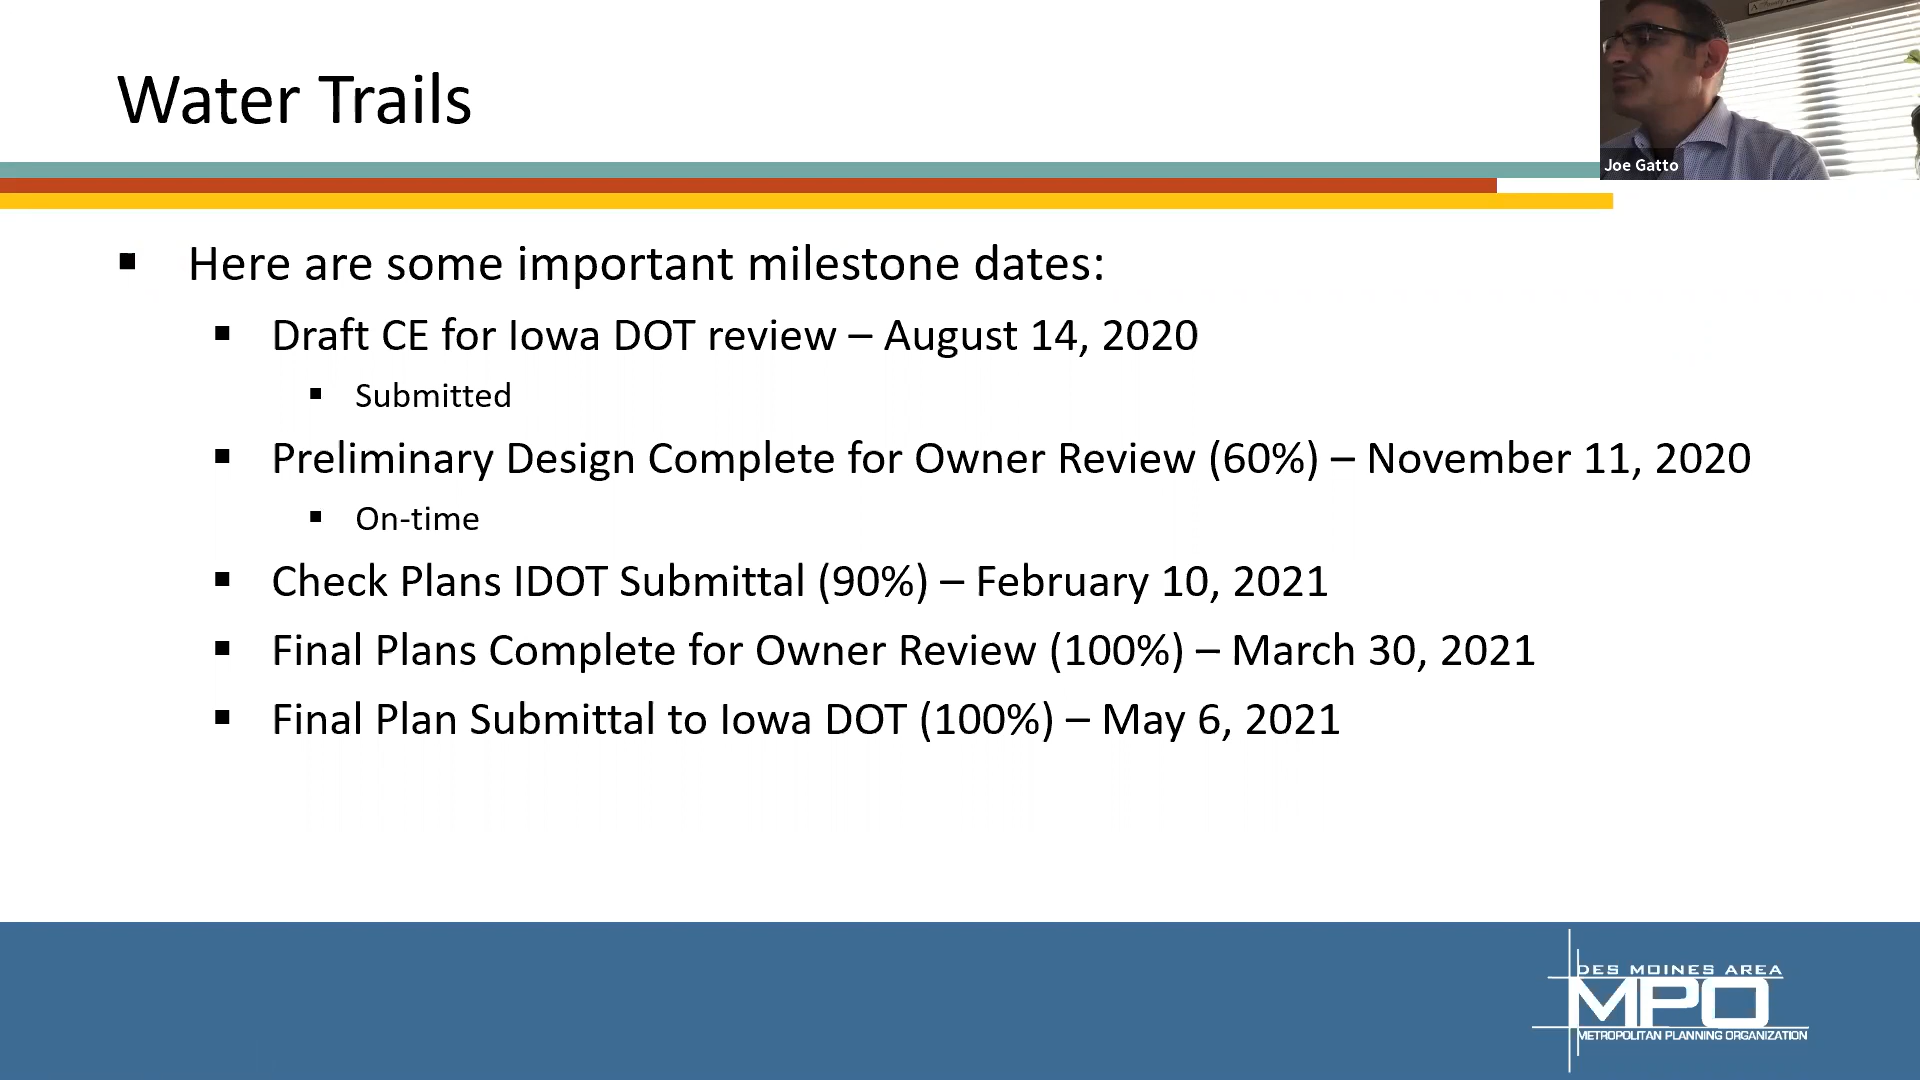 Water Trails
Joe Gatto
Here are some important milestone dates:
Draft CE for Iowa DOT review – August 14, 2020
Submitted
Preliminary Design Complete for Owner Review (60%) – November 11, 2020
On-time
Check Plans IDOT Submittal (90%) – February 10, 2021
Final Plans Complete for Owner Review (100%) – March 30, 2021
Final Plan Submittal to Iowa DOT (100%) – May 6, 2021
DES MOINES AREA
MPO
METROPOLITAN PLANNING ORGANIZATION